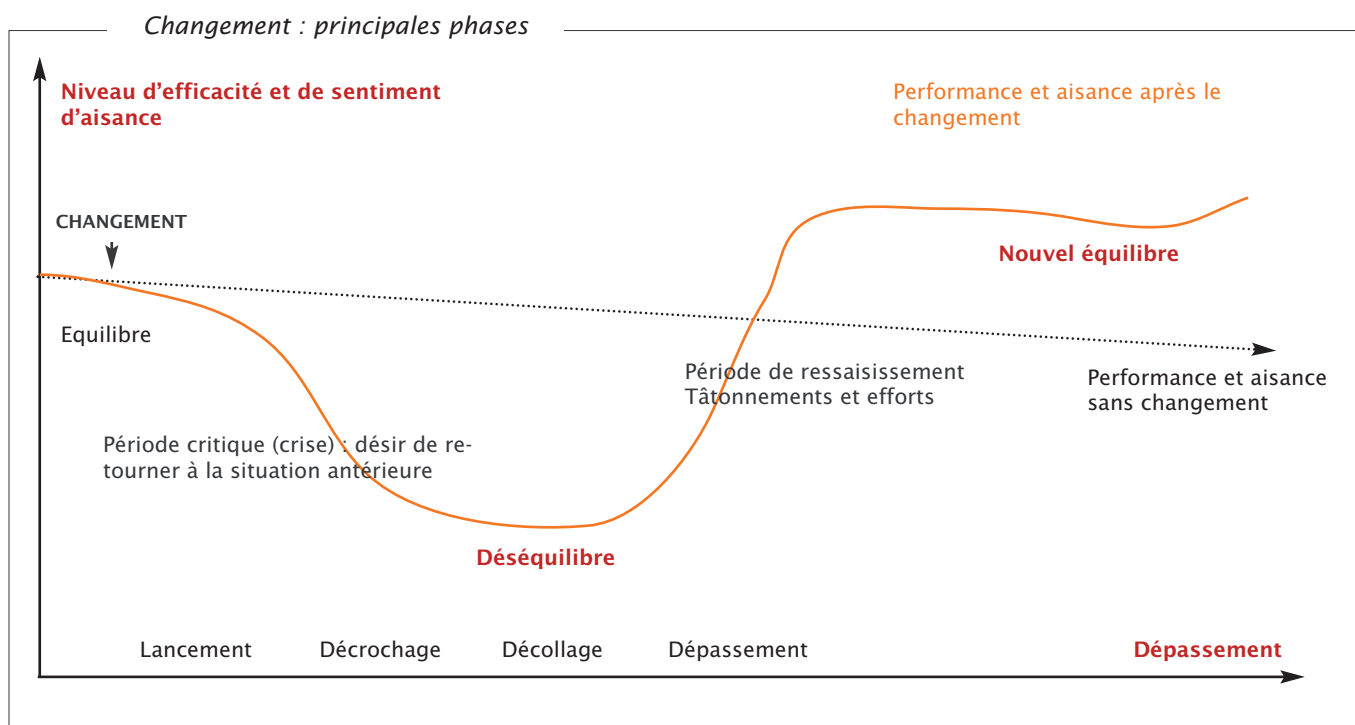 Changement : principales phases
Niveau d’efficacité et de sentiment
d’aisance
Performance et aisance après le
changement
CHANGEMENT
Nouvel équilibre
Equilibre
Période de ressaisissement
Tâtonnements et efforts
Performance et aisance
sans changement
Période critique (crise) : désir de re-
tourner à la situation antérieure
Déséquilibre
Lancement
Décrochage
Décollage
Dépassement
Dépassement